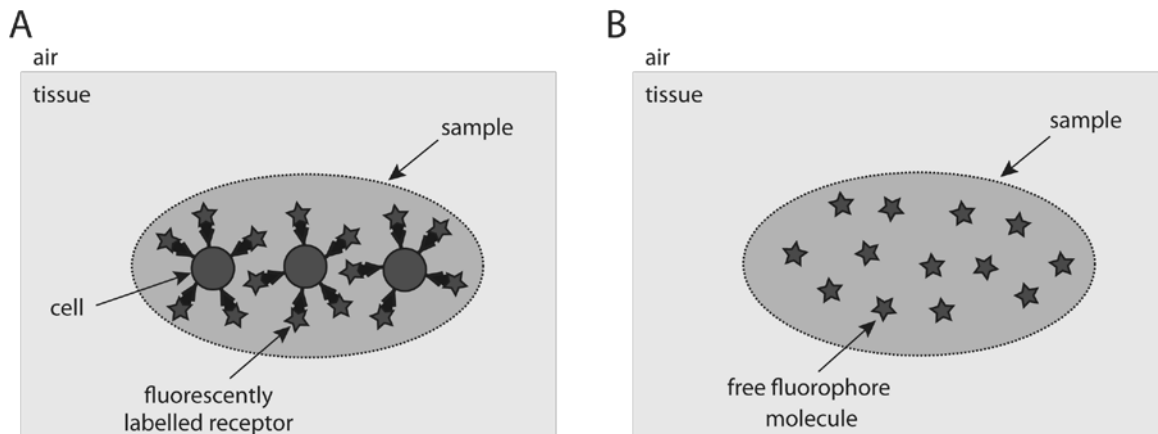 A
air
tissue
sample
cell
fluorescently
labelled receptor
B
air
tissue
sample
free fluorophore
molecule